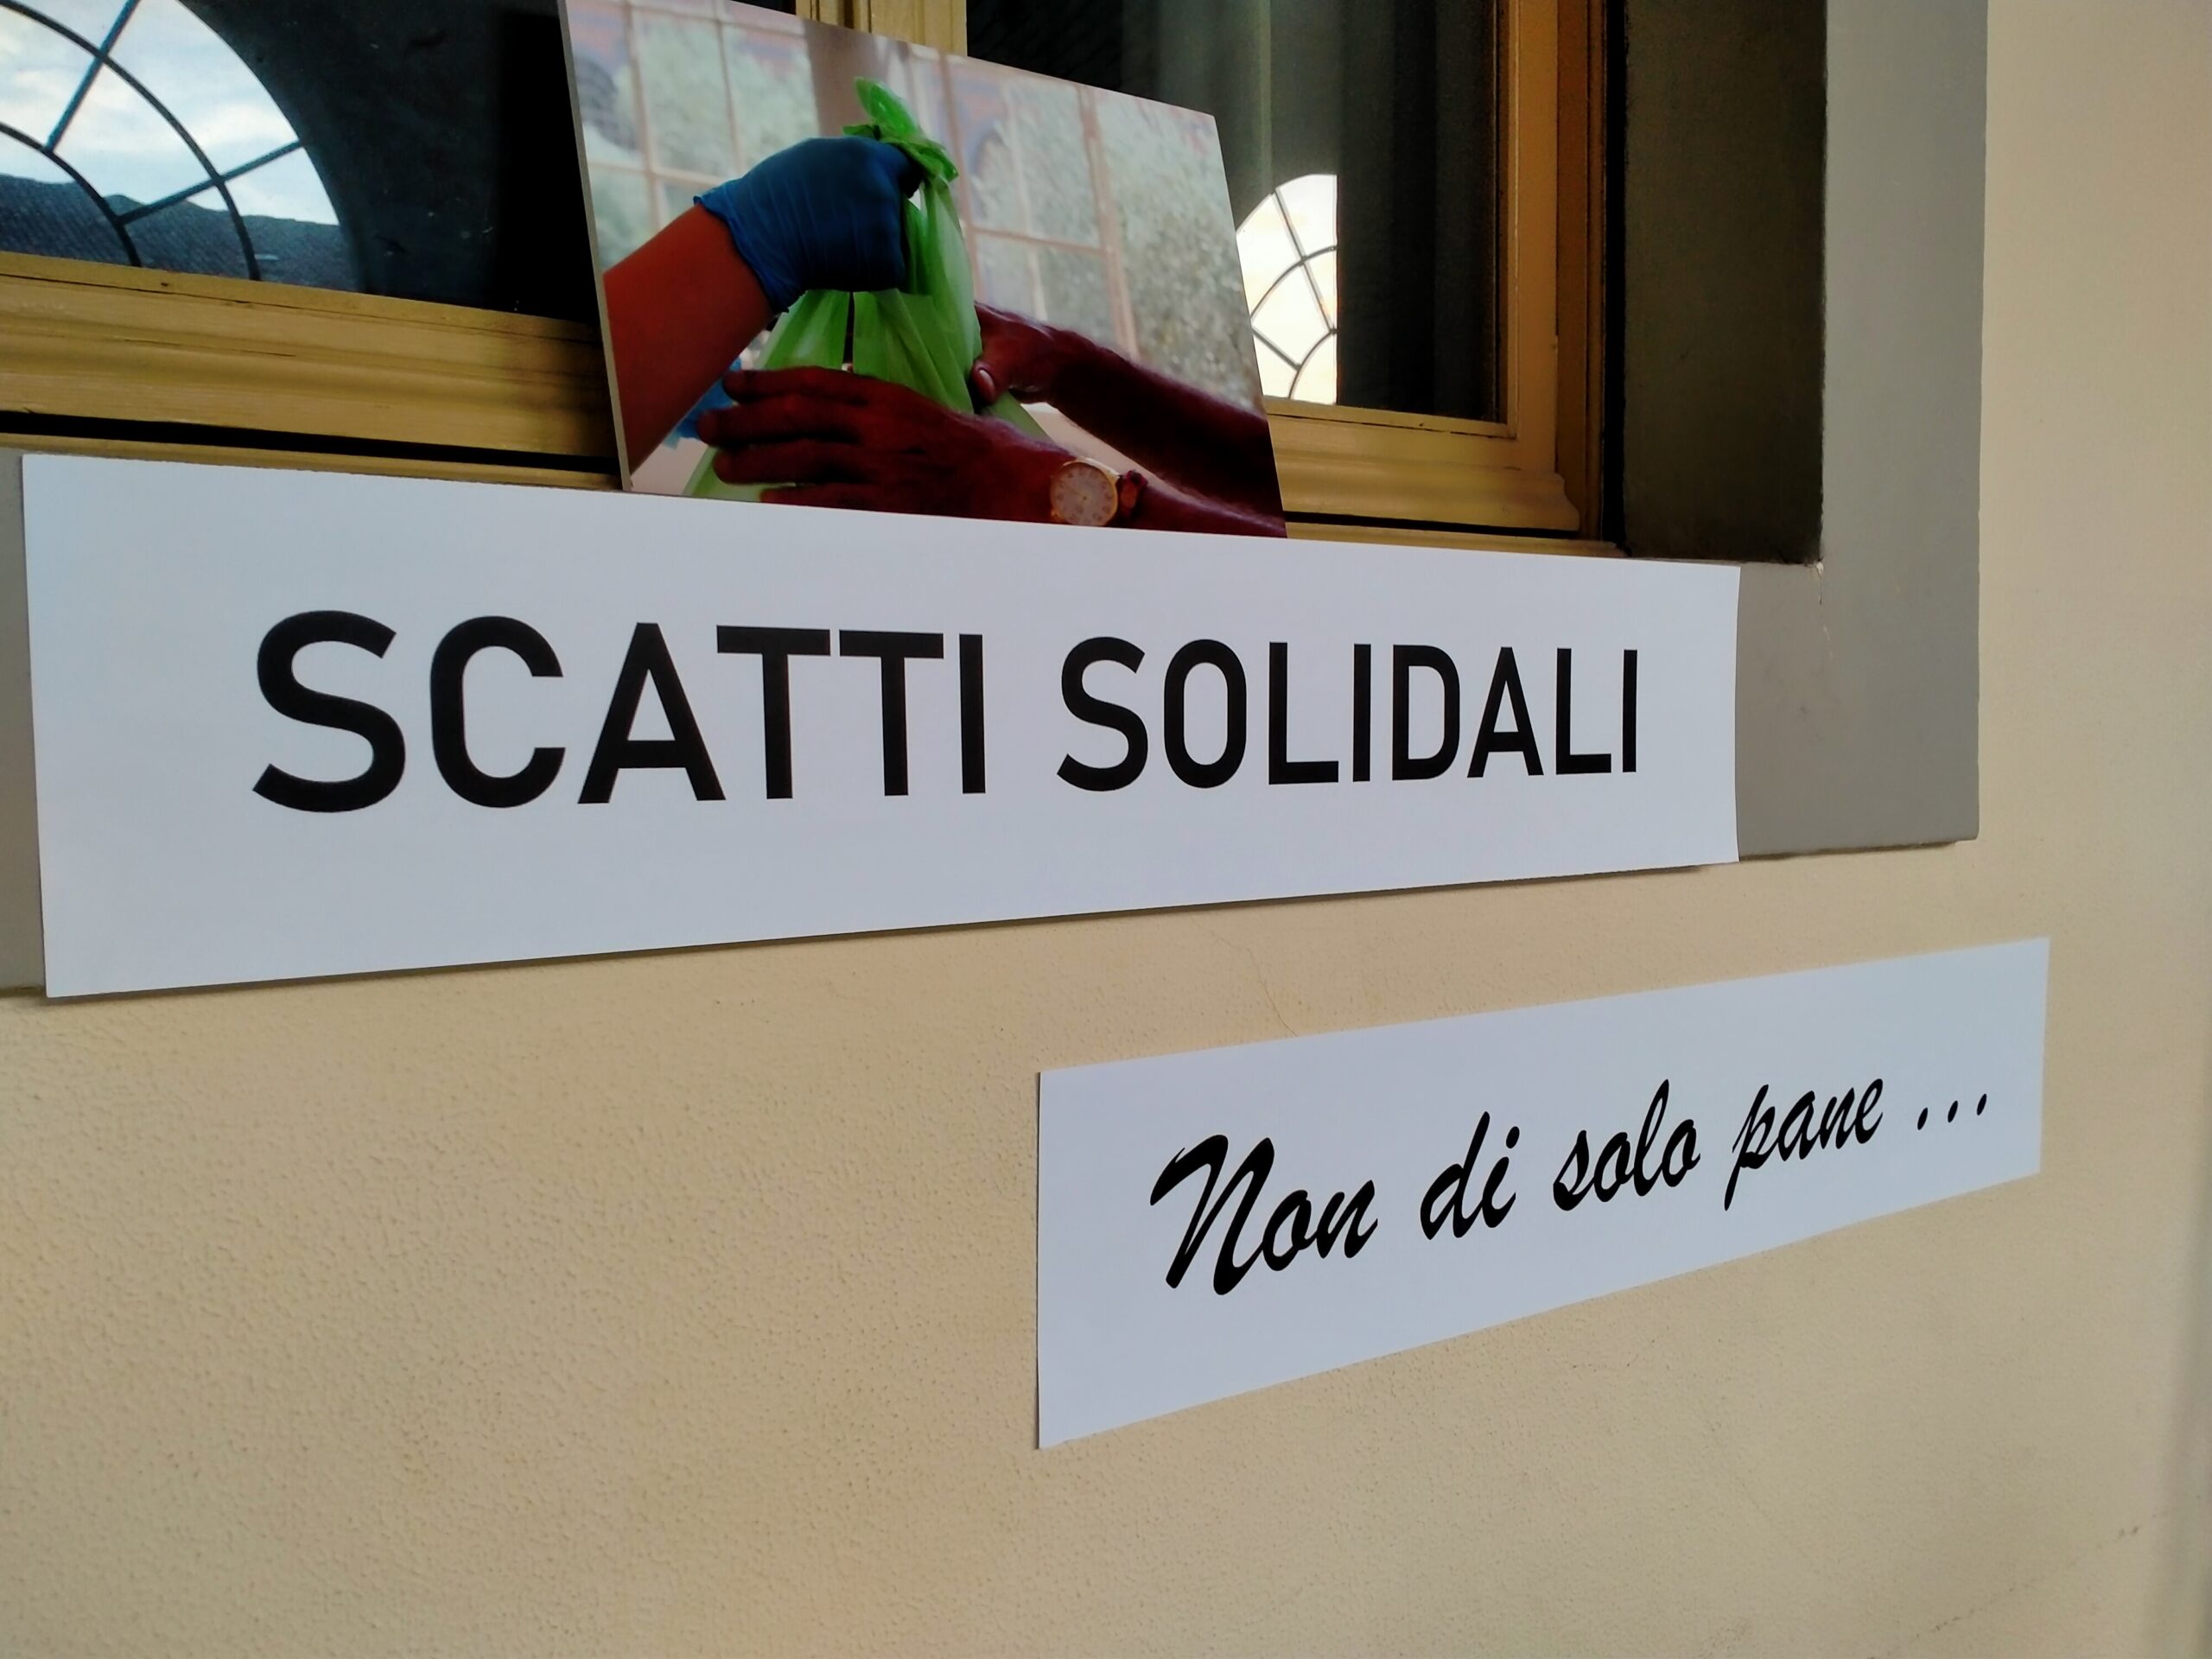 SCATTI SOLIDALI
Non di solo pane ...